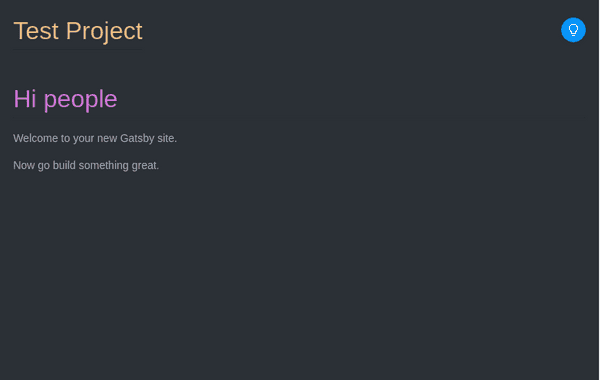 Test Project
Hi people
Welcome to your new Gatsby site.
Now go build something great.